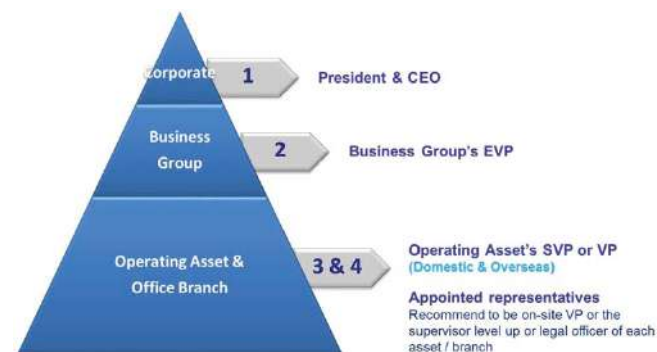 Corporate
1
President & CEO
Business
Group
2
Business Group's EVP
Operating Asset &
Office Branch
3 & 4
Operating Asset's SVP or VP
(Domestic & Overseas)
Appointed representatives
Recommend to be on-site VP or the
supervisor level up or legal officer of each
asset / branch